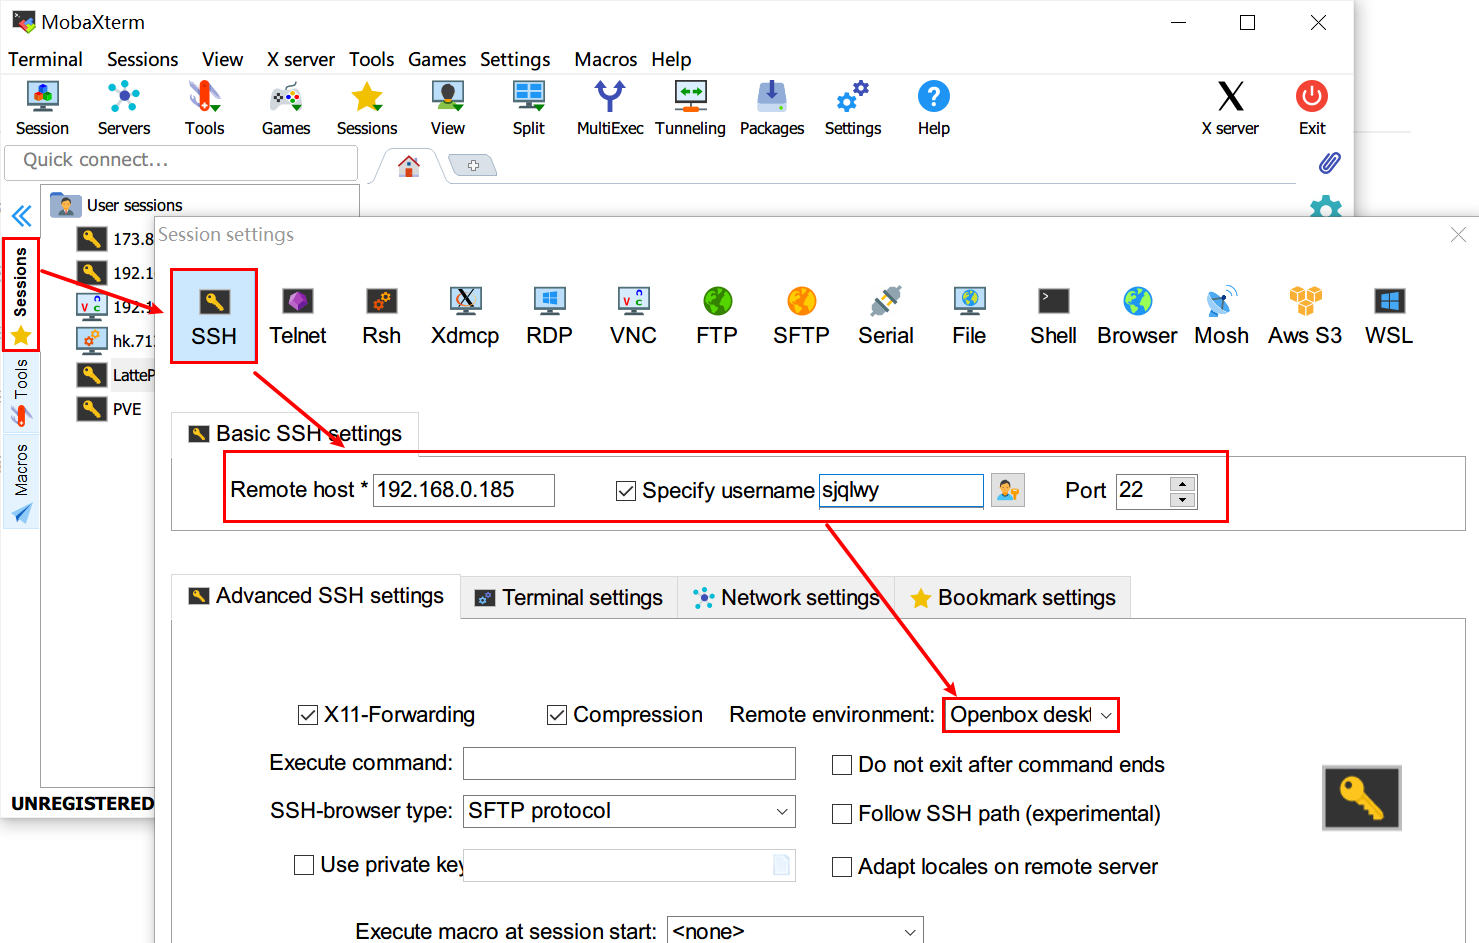 MobaXterm
Terminal Sessions View X server Tools Games Settings Macros Help
Session Servers Tools Games Sessions View Split MultiExec Tunneling Packages Settings Help X server Exit
Quick connect...
User sessions
173.8
192.1
192.1
hk.71
LatteP
PVE
Sessions
Tools
Macros
UNREGISTERED
Session settings
SSH Telnet Rsh Xdmcp RDP VNC FTP SFTP Serial File Shell Browser Mosh Aws S3 WSL
Basic SSH settings
Remote host * 192.168.0.185 Specify username sjqlwy Port 22
Advanced SSH settings Terminal settings Network settings Bookmark settings
X11-Forwarding Compression Remote environment: Openbox deskt
Execute command: Do not exit after command ends
SSH-browser type: SFTP protocol Follow SSH path (experimental)
Use private key Adapt locales on remote server
Execute macro at session start: <none>